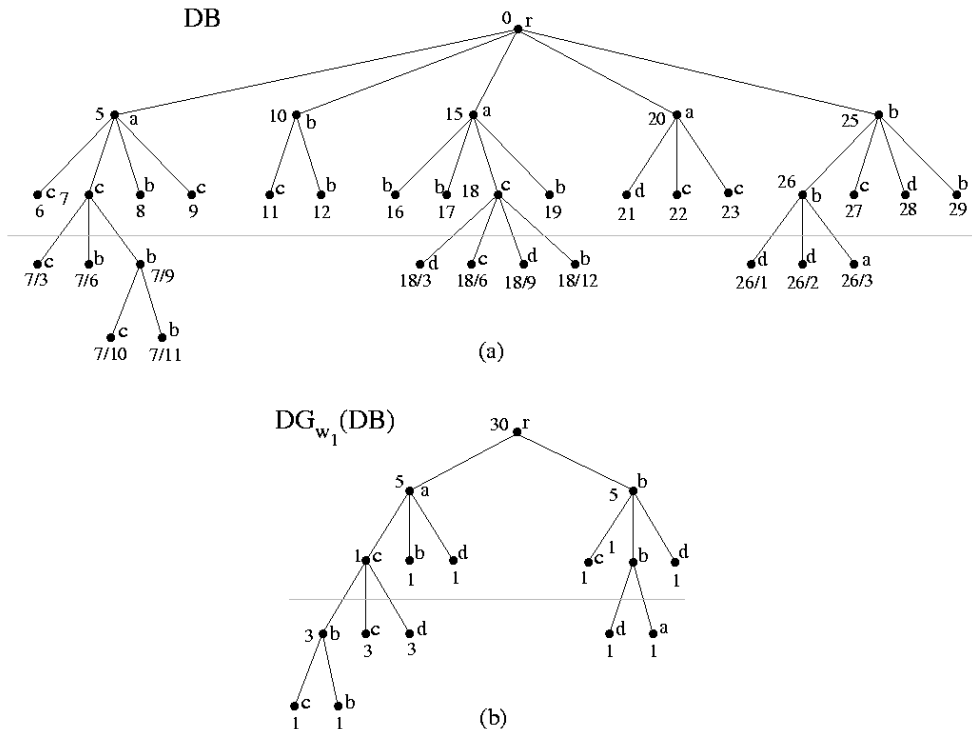 DB
0 r
5 a 10 b 15 a 20 a 25 b
c 7 c b c c b b b 18 c b d c c 26 b c d b
6 8 9 11 12 16 17 19 21 22 23 27 28 29
c b b 7/9 d c d b d d a
7/3 7/6 18/3 18/6 18/9 18/12 26/1 26/2 26/3
c b
7/10 7/11
(a)
DG w1 (DB)
30 r
5 a 5 b
1 c b d c 1 b d
1 1 1 1
3 b c d d a
3 3 1 1
c b
1 1
(b)